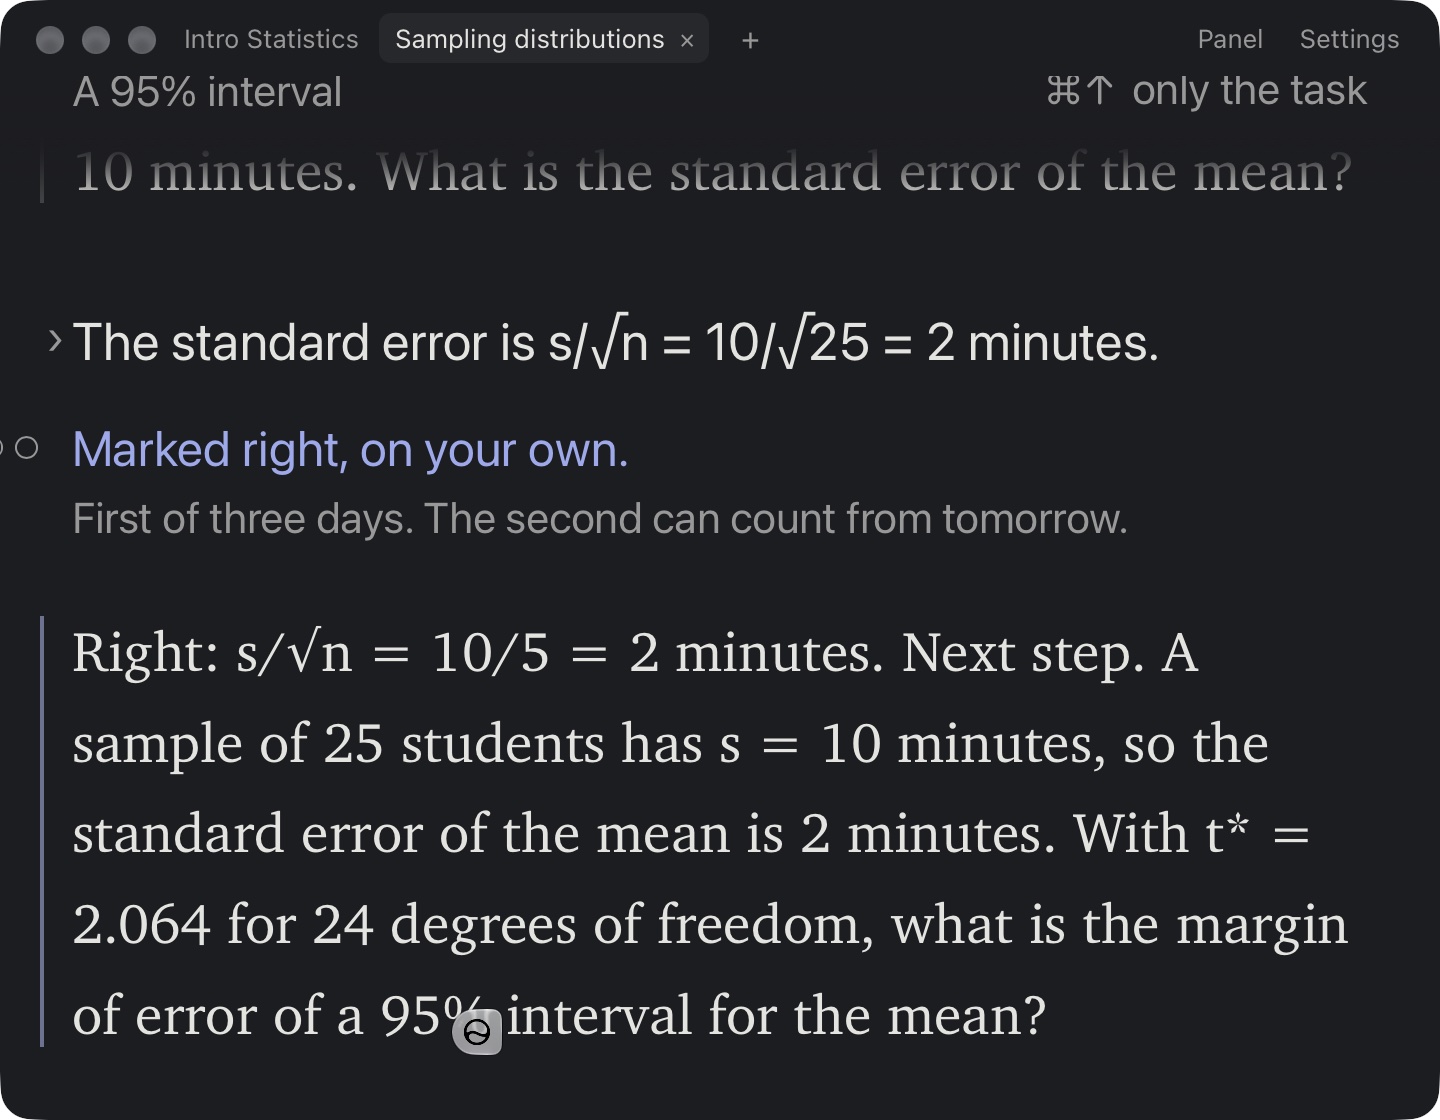 Intro Statistics
Sampling distributions ×
+
Panel
Settings
A 95% interval
⌘↑ only the task
10 minutes. What is the standard error of the mean?
› The standard error is s/√n = 10/√25 = 2 minutes.
Marked right, on your own.
First of three days. The second can count from tomorrow.
Right: s/√n = 10/5 = 2 minutes. Next step. A
sample of 25 students has s = 10 minutes, so the
standard error of the mean is 2 minutes. With t* =
2.064 for 24 degrees of freedom, what is the margin
of error of a 95% interval for the mean?